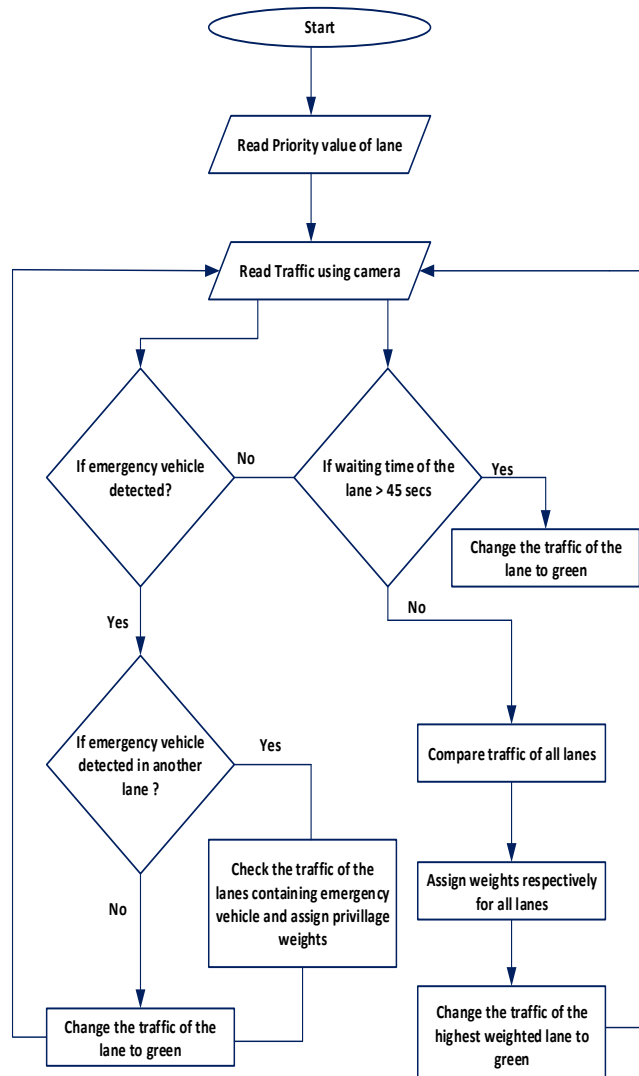 Start
Read Priority value of lane
Read Traffic using camera
If emergency vehicle
detected?
No
If waiting time of the
lane > 45 secs
Yes
Change the traffic of the
lane to green
Yes
No
If emergency vehicle
detected in another
lane ?
Yes
Compare traffic of all lanes
Check the traffic of the
lanes containing emergency
vehicle and assign privillage
weights
No
Assign weights respectively
for all lanes
Change the traffic of the
lane to green
Change the traffic of the
highest weighted lane to
green